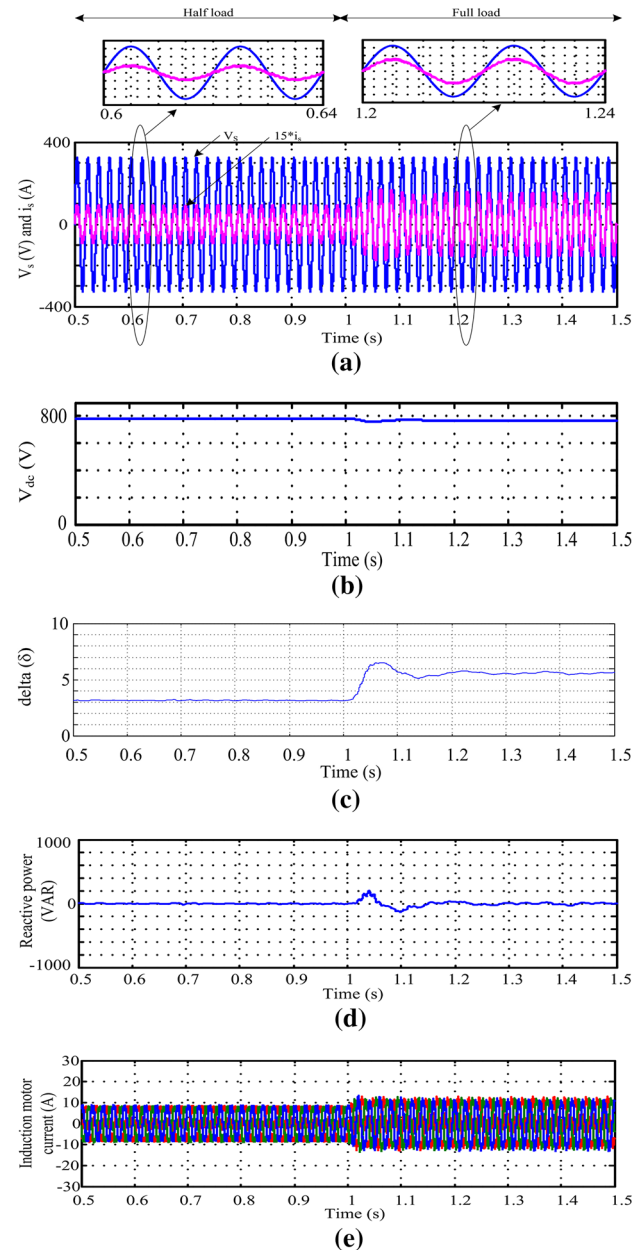 Half load
Full load
0.6
0.64
1.2
1.24
V_s
15*i_s
400
0
-400
V_s (V) and i_s (A)
0.5 0.6 0.7 0.8 0.9 1 1.1 1.2 1.3 1.4 1.5
Time (s)
(a)
800
0
V_dc (V)
0.5 0.6 0.7 0.8 0.9 1 1.1 1.2 1.3 1.4 1.5
Time (s)
(b)
10
5
0
delta (δ)
0.5 0.6 0.7 0.8 0.9 1 1.1 1.2 1.3 1.4 1.5
Time (s)
(c)
1000
0
-1000
Reactive power
(VAR)
0.5 0.6 0.7 0.8 0.9 1 1.1 1.2 1.3 1.4 1.5
Time (s)
(d)
30
20
10
0
-10
-20
-30
Induction motor
current (A)
0.5 0.6 0.7 0.8 0.9 1 1.1 1.2 1.3 1.4 1.5
Time (s)
(e)